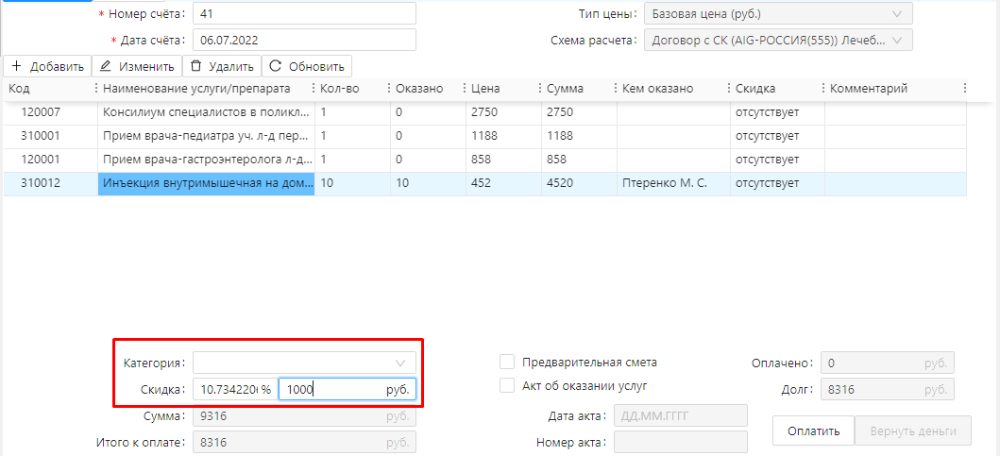 * Номер счёта: 41 Тип цены: Базовая цена (руб.)
* Дата счёта: 06.07.2022 Схема расчета: Договор с СК (AIG-РОССИЯ(555)) Лечеб...
+ Добавить Изменить Удалить Обновить
Код Наименование услуги/препарата Кол-во Оказано Цена Сумма Кем оказано Скидка Комментарий
120007 Консилиум специалистов в поликл... 1 0 2750 2750 отсутствует
310001 Прием врача-педиатра уч. л-д пер... 1 0 1188 1188 отсутствует
120001 Прием врача-гастроэнтеролога л-д... 1 0 858 858 отсутствует
310012 Инъекция внутримышечная на дом... 10 10 452 4520 Птеренко М. С. отсутствует
Категория: Предварительная смета Оплачено: 0 руб.
Скидка: 10.734220 % 1000 руб. Акт об оказании услуг Долг: 8316 руб.
Сумма: 9316 руб. Дата акта: ДД.ММ.ГГГГ
Оплатить Вернуть деньги
Итого к оплате: 8316 руб. Номер акта: